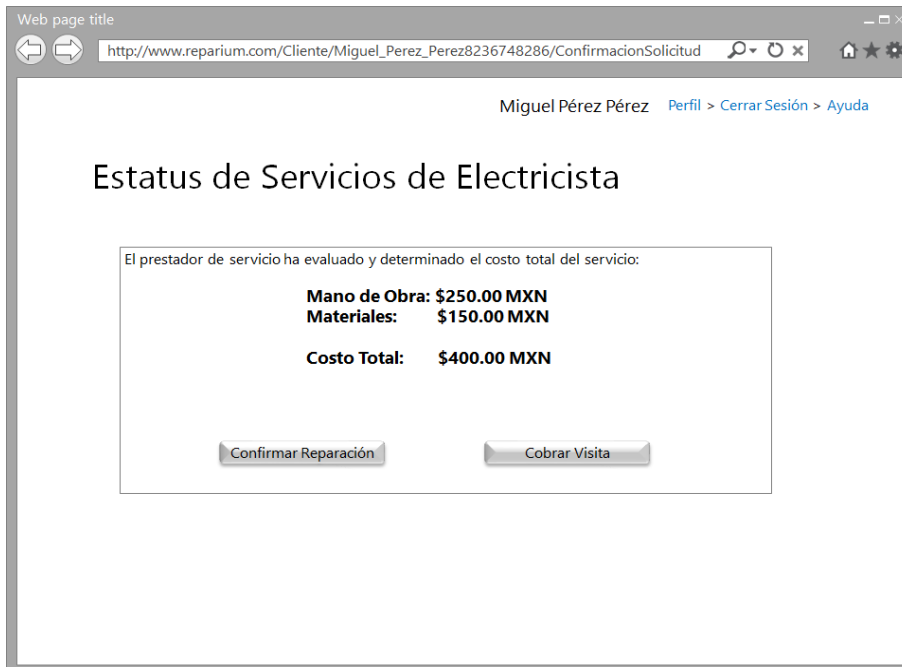 Web page title
http://www.reparium.com/Cliente/Miguel_Perez_Perez8236748286/ConfirmacionSolicitud
Miguel Pérez Pérez Perfil > Cerrar Sesión > Ayuda
Estatus de Servicios de Electricista
El prestador de servicio ha evaluado y determinado el costo total del servicio:
Mano de Obra: $250.00 MXN
Materiales: $150.00 MXN
Costo Total: $400.00 MXN
Confirmar Reparación Cobrar Visita